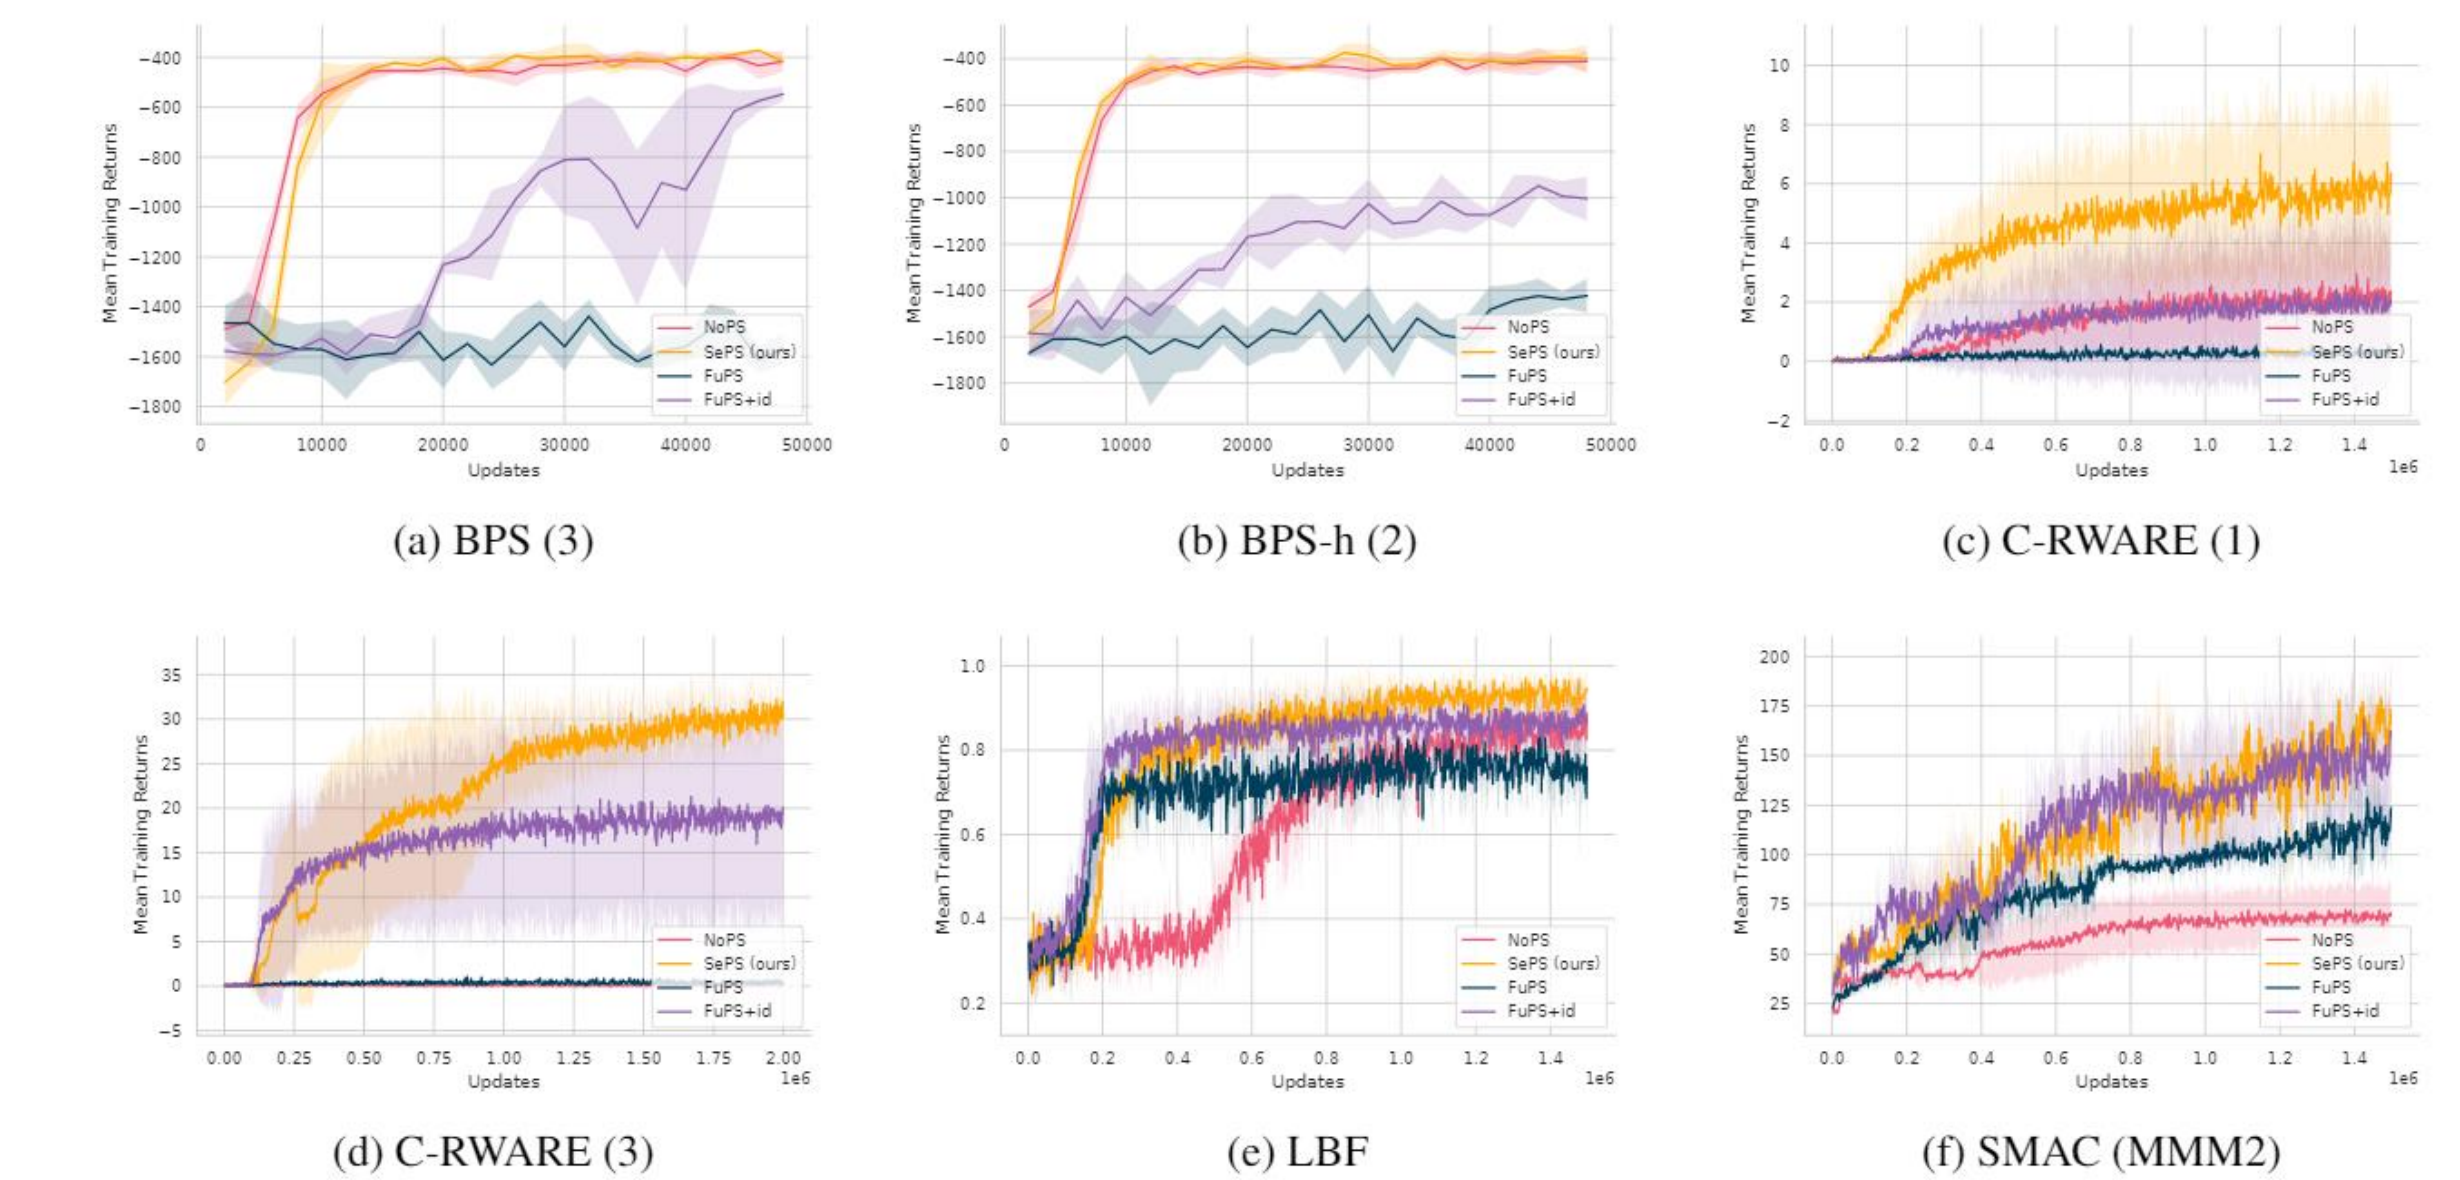 Mean Training Returns
−400
−600
−800
−1000
−1200
−1400
−1600
−1800
0 10000 20000 30000 40000 50000
Updates
NoPS
SePS (ours)
FuPS
FuPS+id
(a) BPS (3)
Mean Training Returns
−400
−600
−800
−1000
−1200
−1400
−1600
−1800
0 10000 20000 30000 40000 50000
Updates
NoPS
SePS (ours)
FuPS
FuPS+id
(b) BPS-h (2)
Mean Training Returns
10
8
6
4
2
0
−2
0.0 0.2 0.4 0.6 0.8 1.0 1.2 1.4
Updates
1e6
NoPS
SePS (ours)
FuPS
FuPS+id
(c) C-RWARE (1)
Mean Training Returns
35
30
25
20
15
10
5
0
−5
0.00 0.25 0.50 0.75 1.00 1.25 1.50 1.75 2.00
Updates
1e6
NoPS
SePS (ours)
FuPS
FuPS+id
(d) C-RWARE (3)
Mean Training Returns
1.0
0.8
0.6
0.4
0.2
0.0 0.2 0.4 0.6 0.8 1.0 1.2 1.4
Updates
1e6
NoPS
SePS (ours)
FuPS
FuPS+id
(e) LBF
Mean Training Returns
200
175
150
125
100
75
50
25
0.0 0.2 0.4 0.6 0.8 1.0 1.2 1.4
Updates
1e6
NoPS
SePS (ours)
FuPS
FuPS+id
(f) SMAC (MMM2)